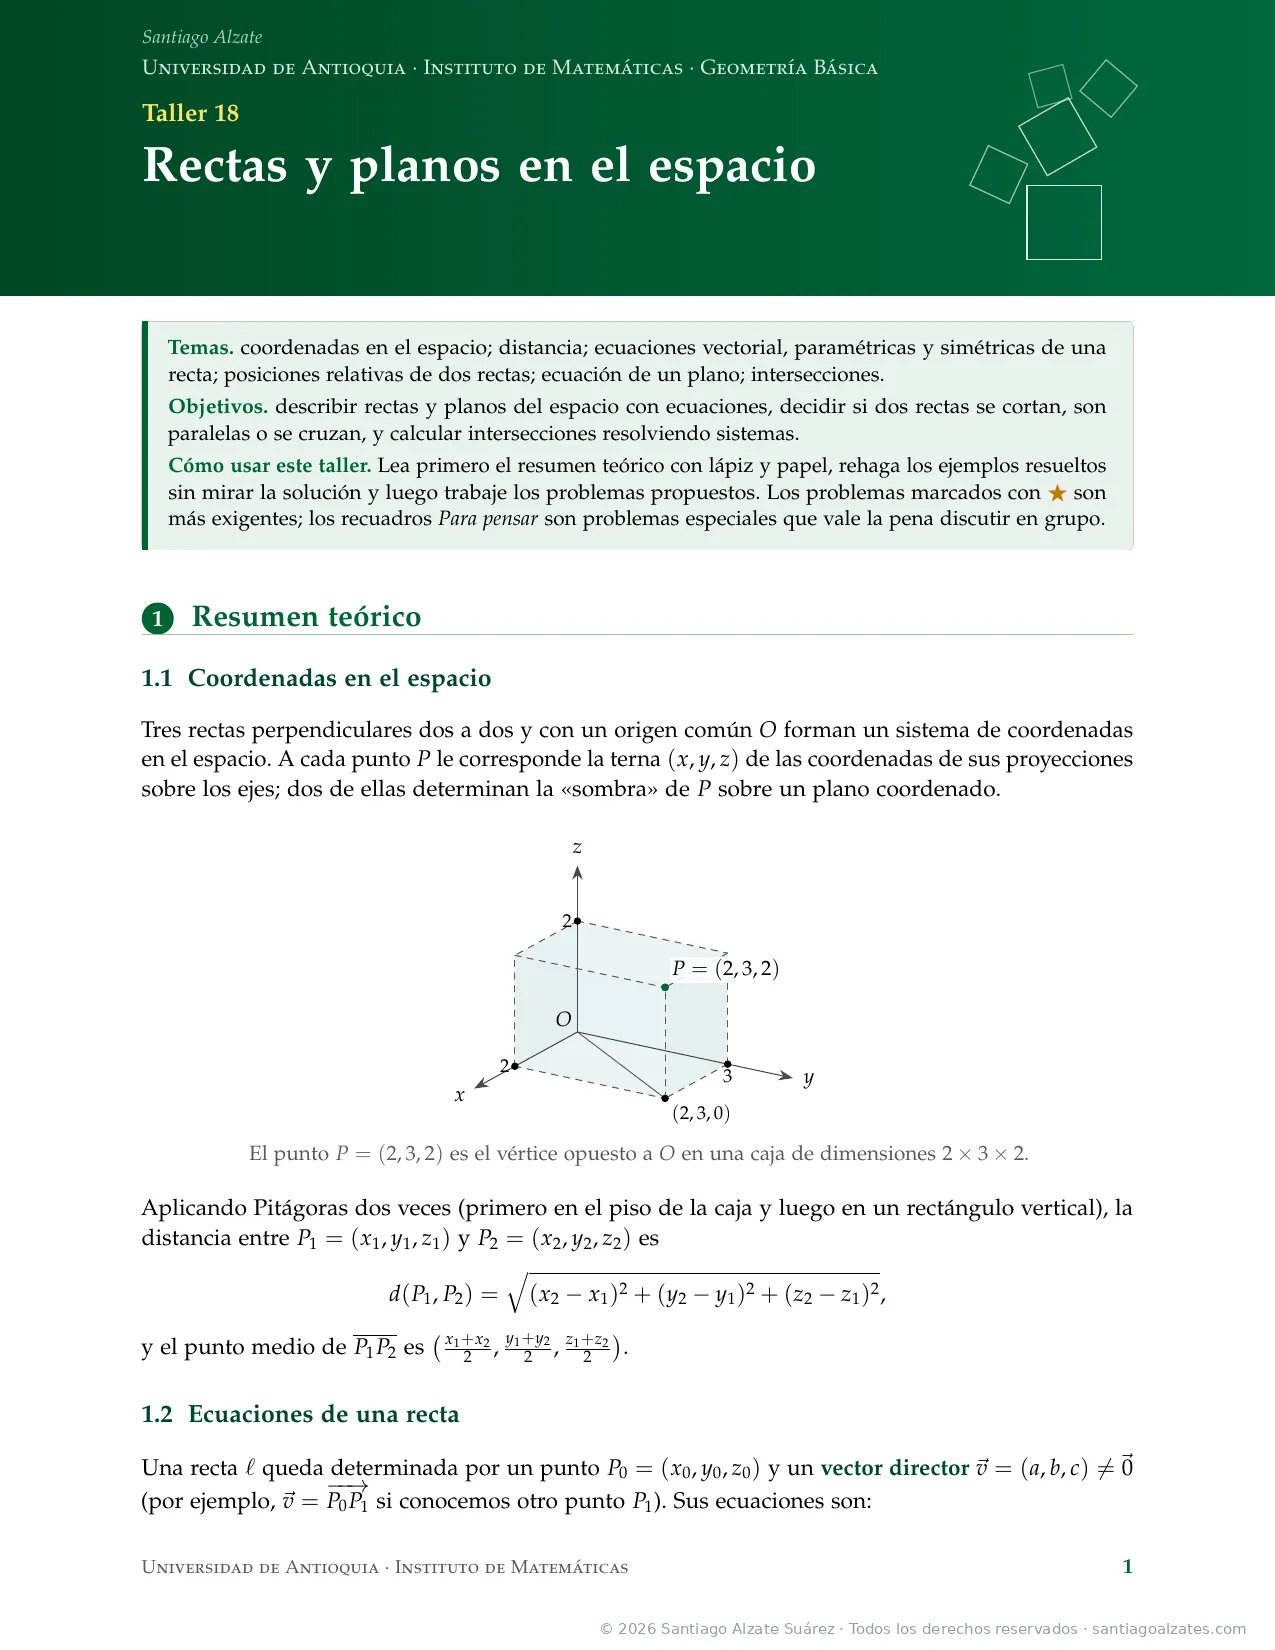 Santiago Alzate
Universidad de Antioquia · Instituto de Matemáticas · Geometría Básica
Taller 18
Rectas y planos en el espacio
Temas. coordenadas en el espacio; distancia; ecuaciones vectorial, paramétricas y simétricas de una
recta; posiciones relativas de dos rectas; ecuación de un plano; intersecciones.
Objetivos. describir rectas y planos del espacio con ecuaciones, decidir si dos rectas se cortan, son
paralelas o se cruzan, y calcular intersecciones resolviendo sistemas.
Cómo usar este taller. Lea primero el resumen teórico con lápiz y papel, rehaga los ejemplos resueltos
sin mirar la solución y luego trabaje los problemas propuestos. Los problemas marcados con ★ son
más exigentes; los recuadros Para pensar son problemas especiales que vale la pena discutir en grupo.
1 Resumen teórico
1.1 Coordenadas en el espacio
Tres rectas perpendiculares dos a dos y con un origen común O forman un sistema de coordenadas
en el espacio. A cada punto P le corresponde la terna (x, y, z) de las coordenadas de sus proyecciones
sobre los ejes; dos de ellas determinan la «sombra» de P sobre un plano coordenado.
z
2
P = (2, 3, 2)
O
2
3
x
y
(2, 3, 0)
El punto P = (2, 3, 2) es el vértice opuesto a O en una caja de dimensiones 2 × 3 × 2.
Aplicando Pitágoras dos veces (primero en el piso de la caja y luego en un rectángulo vertical), la
distancia entre P₁ = (x₁, y₁, z₁) y P₂ = (x₂, y₂, z₂) es
d(P₁, P₂) = √((x₂ − x₁)² + (y₂ − y₁)² + (z₂ − z₁)²),
y el punto medio de P₁P₂ es ((x₁+x₂)/2, (y₁+y₂)/2, (z₁+z₂)/2).
1.2 Ecuaciones de una recta
Una recta ℓ queda determinada por un punto P₀ = (x₀, y₀, z₀) y un vector director v⃗ = (a, b, c) ≠ 0⃗
(por ejemplo, v⃗ = P₀P₁ si conocemos otro punto P₁). Sus ecuaciones son:
Universidad de Antioquia · Instituto de Matemáticas
1
© 2026 Santiago Alzate Suárez · Todos los derechos reservados · santiagoalzates.com